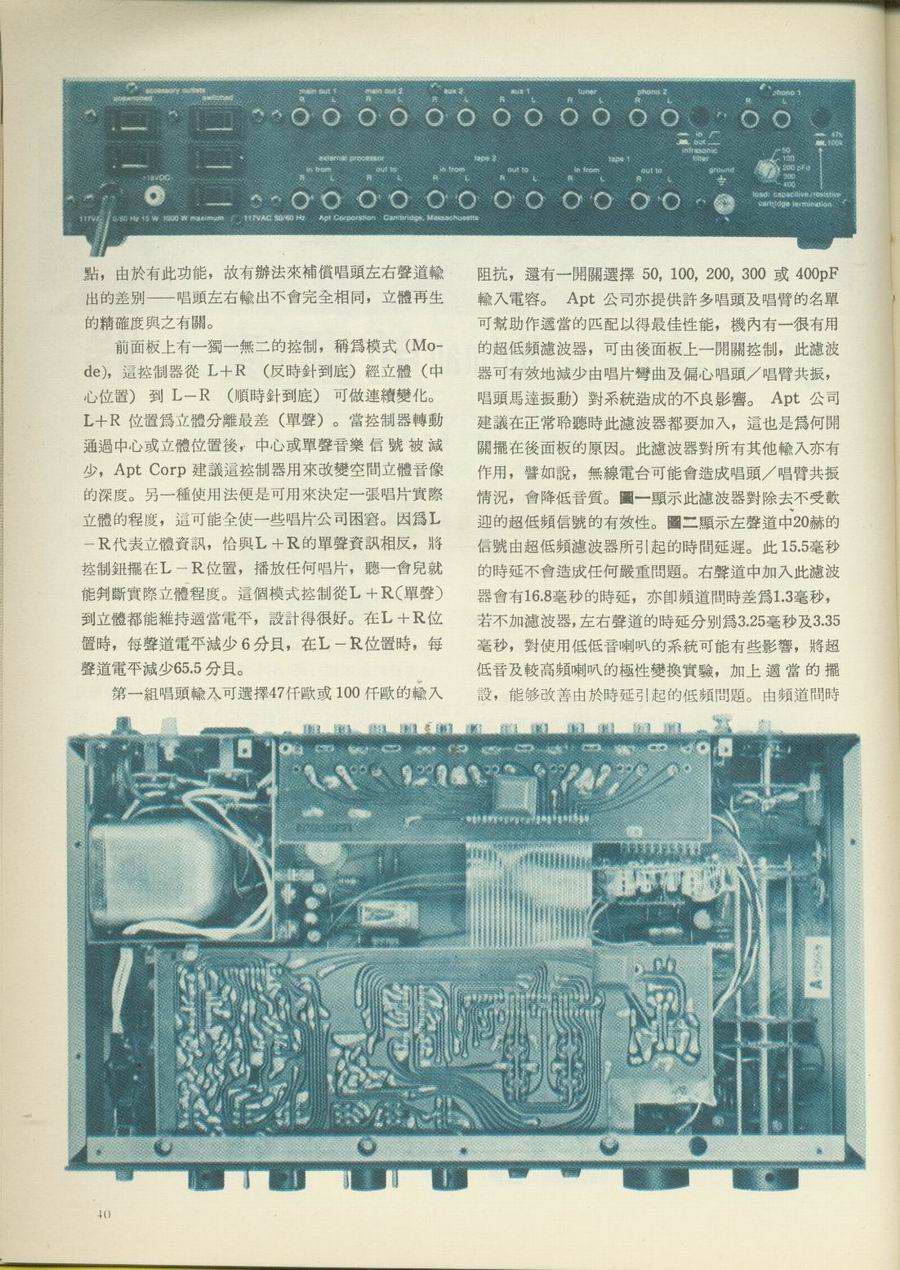 accessory outlets
unswitched switched
main out 1 main out 2 aux 2 aux 1 tuner phono 2 phono 1
R L R L R L R L R L R L R L
in
out
infrasonic
filter
47k
100k
50
100
200 pFd
300
400
external processor tape 2 tape 1
in from out to in from out to in from out to ground
R L R L R L R L R L R L
+18VDC
load: capacitive/resistive
cartridge termination
50/60 Hz 15 W 1000 W maximum 117VAC 50/60 Hz Apt Corporation Cambridge, Massachusetts
點，由於有此功能，故有辦法來補償唱頭左右聲道輸
出的差別——唱頭左右輸出不會完全相同，立體再生
的精確度與之有關。
前面板上有一獨一無二的控制，稱爲模式 (Mo-
de)，這控制器從 L+R （反時針到底）經立體（中
心位置） 到 L－R （順時針到底） 可做連續變化。
L+R 位置爲立體分離最差（單聲）。當控制器轉動
通過中心或立體位置後，中心或單聲音樂信號被減
少，Apt Corp 建議這控制器用來改變空間立體音像
的深度。另一種使用法便是可用來決定一張唱片實際
立體的程度，這可能全使一些唱片公司困窘。因爲L
－R代表立體資訊，恰與L＋R的單聲資訊相反，將
控制鈕擺在L－R位置，播放任何唱片，聽一會兒就
能判斷實際立體程度。這個模式控制從L＋R(單聲)
到立體都能維持適當電平，設計得很好。在L＋R位
置時，每聲道電平減少6分貝，在L－R位置時，每
聲道電平減少65.5分貝。
第一組唱頭輸入可選擇47仟歐或 100 仟歐的輸入
阻抗，還有一開關選擇 50, 100, 200, 300 或 400pF
輸入電容。 Apt 公司亦提供許多唱頭及唱臂的名單
可幫助作適當的匹配以得最佳性能，機內有一很有用
的超低頻濾波器，可由後面板上一開關控制，此濾波
器可有效地減少由唱片彎曲及偏心唱頭／唱臂共振，
唱頭馬達振動）對系統造成的不良影響。 Apt 公司
建議在正常聆聽時此濾波器都要加入，這也是爲何開
關擺在後面板的原因。此濾波器對所有其他輸入亦有
作用，譬如說，無線電台可能會造成唱頭／唱臂共振
情況，會降低音質。圖一顯示此濾波器對除去不受歡
迎的超低頻信號的有效性。圖二顯示左聲道中20赫的
信號由超低頻濾波器所引起的時間延遲。此15.5毫秒
的時延不會造成任何嚴重問題。右聲道中加入此濾波
器會有16.8毫秒的時延，亦即頻道間時差爲1.3毫秒，
若不加濾波器，左右聲道的時延分別爲3.25毫秒及3.35
毫秒，對使用低低音喇叭的系統可能有些影響，將超
低音及較高頻喇叭的極性變換實驗，加上適當的擺
設，能够改善由於時延引起的低頻問題。由頻道間時
40